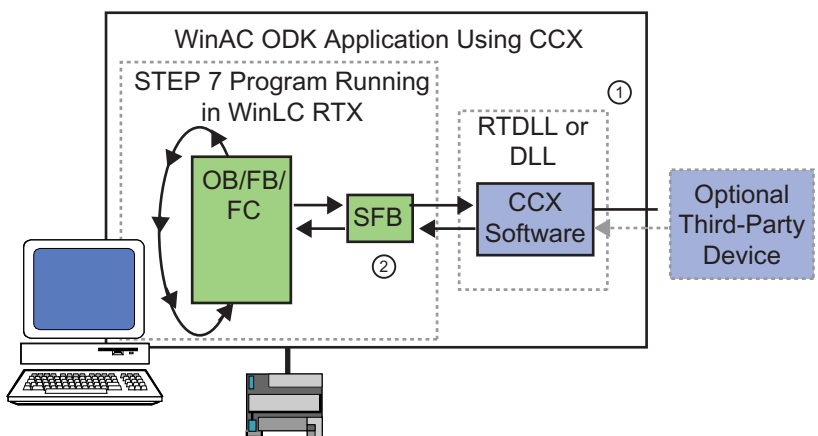 WinAC ODK Application Using CCX
STEP 7 Program Running
in WinLC RTX
①
RTDLL or
DLL
OB/FB/
FC
SFB
②
CCX
Software
Optional
Third-Party
Device